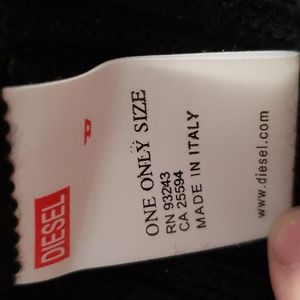 DIESEL
ONE ONLY SIZE
RN 93243
CA 25594
MADE IN ITALY
www.diesel.com